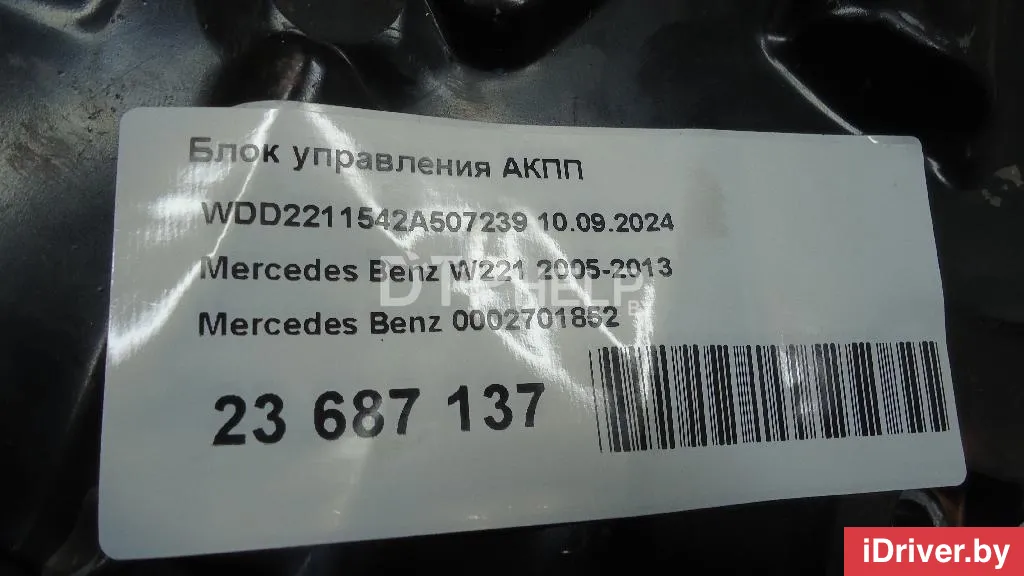 Блок управления АКПП
WDD2211542A507239 10.09.2024
Mercedes Benz W221 2005-2013
Mercedes Benz 0002701852
23 687 137
iDriver.by